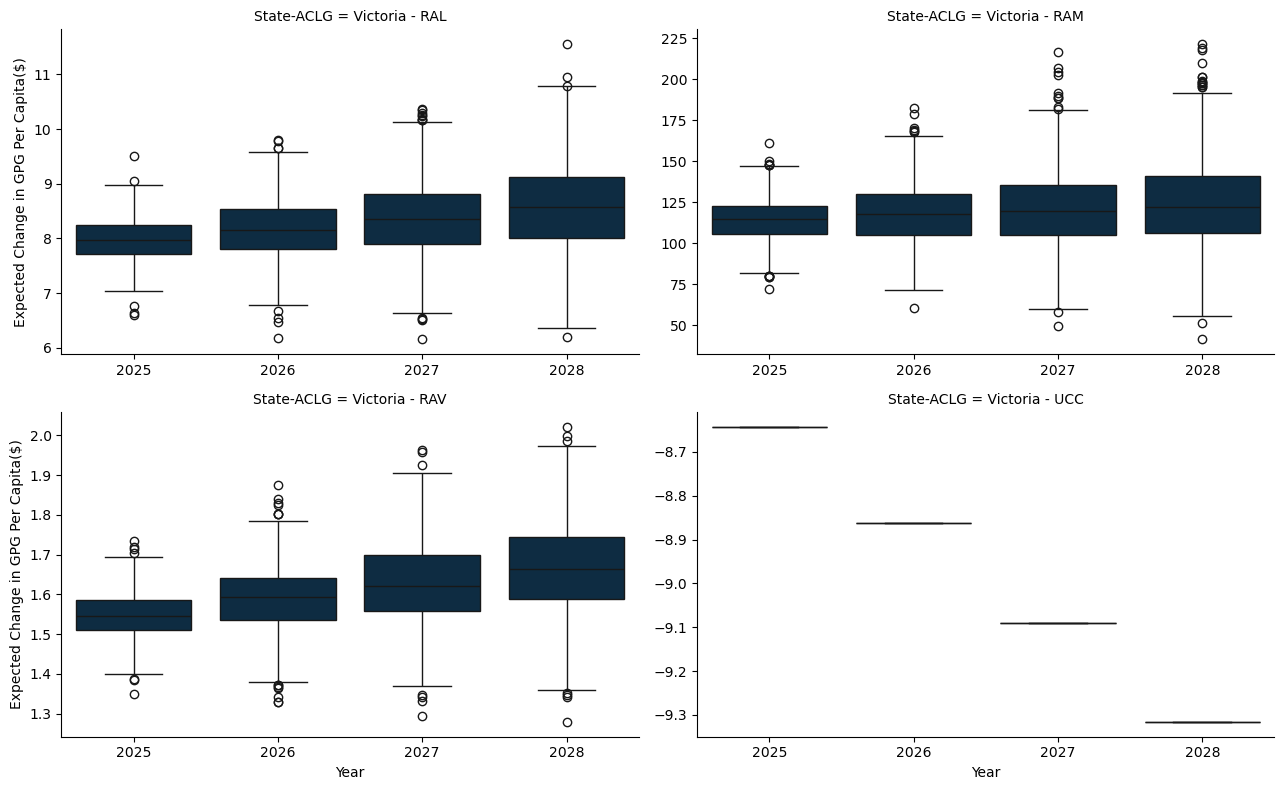 State-ACLG = Victoria - RAL
Expected Change in GPG Per Capita($)
11
10
9
8
7
6
2025 2026 2027 2028
State-ACLG = Victoria - RAM
225
200
175
150
125
100
75
50
2025 2026 2027 2028
State-ACLG = Victoria - RAV
Expected Change in GPG Per Capita($)
2.0
1.9
1.8
1.7
1.6
1.5
1.4
1.3
2025 2026 2027 2028
Year
State-ACLG = Victoria - UCC
−8.7
−8.8
−8.9
−9.0
−9.1
−9.2
−9.3
2025 2026 2027 2028
Year